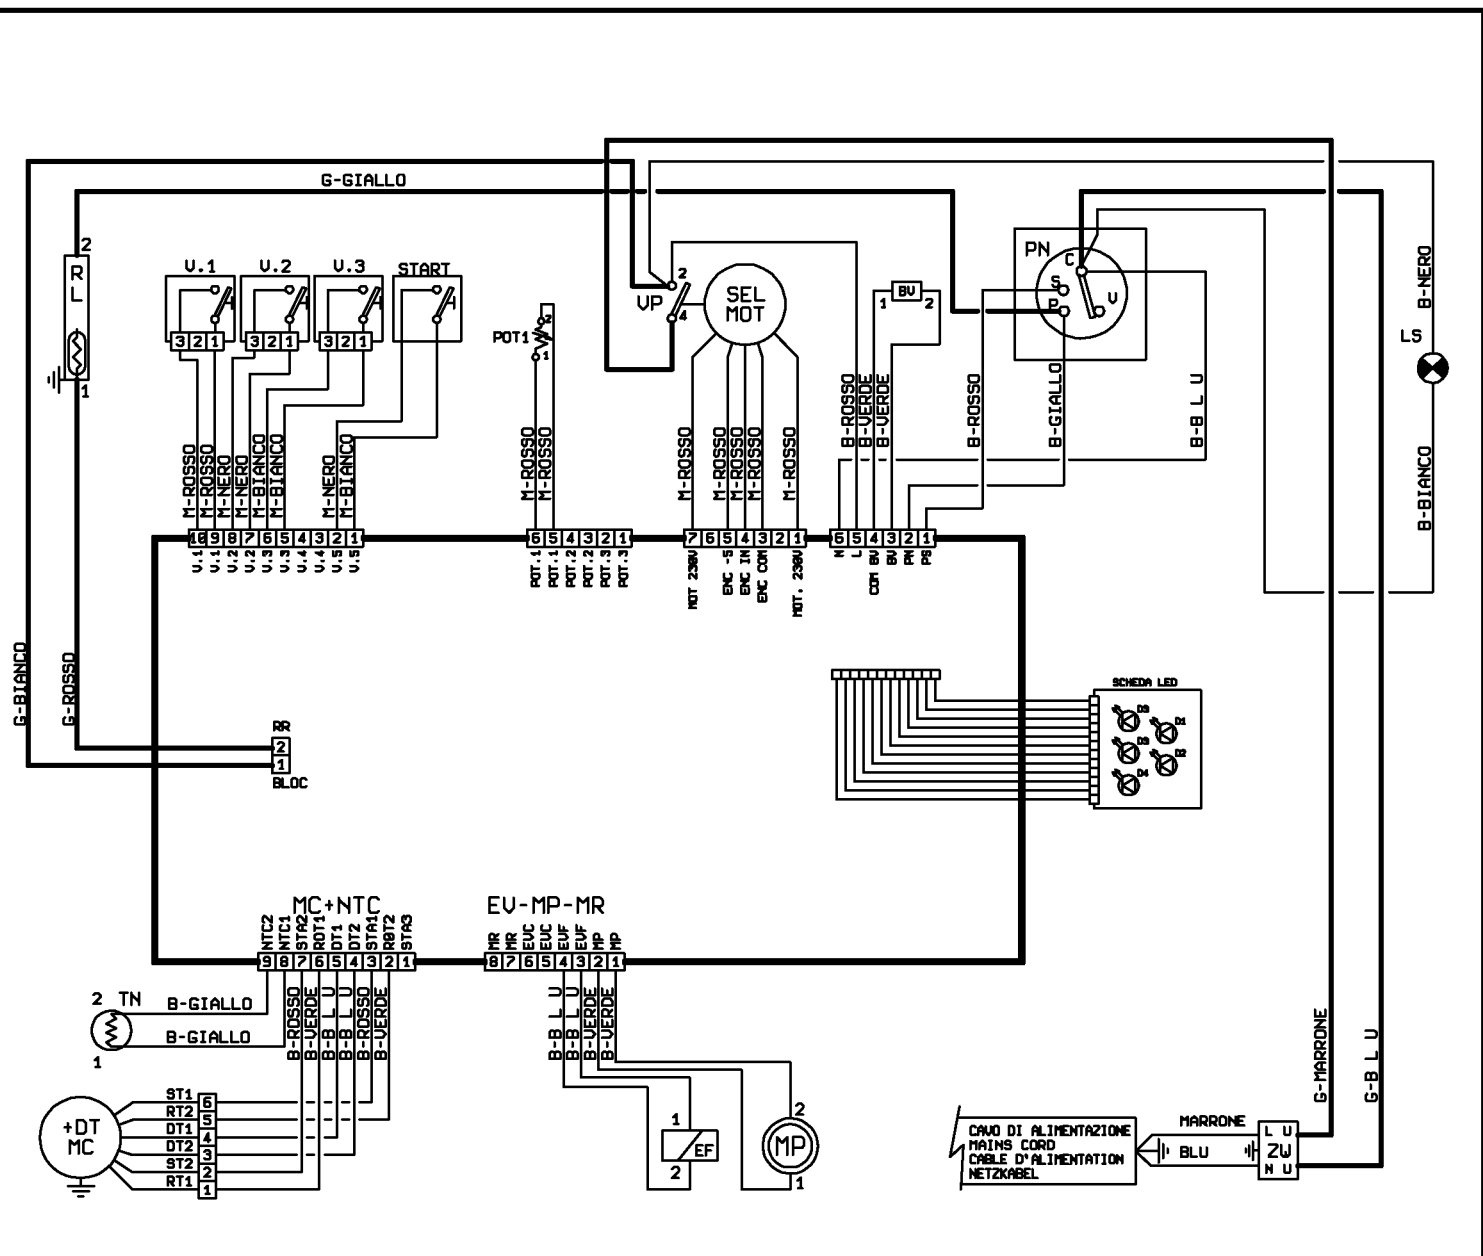 G-GIALLO
2
R
L
1
V.1
V.2
V.3
START
3 2 1
3 2 1
3 2 1
POT1
2
1
VP
2
4
SEL
MOT
1
BV
2
PN
C
S
P
V
B-NERO
LS
B-BIANCO
M-ROSSO
M-ROSSO
M-NERO
M-NERO
M-BIANCO
M-BIANCO
M-NERO
M-BIANCO
M-ROSSO
M-ROSSO
M-ROSSO
M-ROSSO
M-ROSSO
M-ROSSO
M-ROSSO
B-ROSSO
B-VERDE
B-VERDE
B-ROSSO
B-GIALLO
B-B L U
10 9 8 7 6 5 4 3 2 1
V.1
V.1
V.2
V.2
V.3
V.3
V.4
V.4
V.5
V.5
6 5 4 3 2 1
POT.1
POT.1
POT.2
POT.2
POT.3
POT.3
7 6 5 4 3 2 1
MOT 230V
ENC -5
ENC IN
ENC COM
MOT. 230V
6 5 4 3 2 1
N
L
COM BV
BV
PN
PS
G-BIANCO
G-ROSSO
RR
2
1
BLOC
SCHEDA LED
D3
D1
D3
D2
D4
MC+NTC
NTC2
NTC1
STA2
ROT1
DT1
DT2
STA1
R0T2
STA3
9 8 7 6 5 4 3 2 1
EV-MP-MR
MR
MR
EVC
EVC
EVF
EVF
MP
MP
8 7 6 5 4 3 2 1
2 TN
1
B-GIALLO
B-GIALLO
B-ROSSO
B-VERDE
B-B L U
B-B L U
B-ROSSO
B-VERDE
B-B L U
B-B L U
B-VERDE
B-VERDE
+DT
MC
ST1 6
RT2 5
DT1 4
DT2 3
ST2 2
RT1 1
1
EF
2
2
MP
1
CAVO DI ALIMENTAZIONE
MAINS CORD
CABLE D'ALIMENTATION
NETZKABEL
MARRONE
BLU
L U
ZW
N U
G-MARRONE
G-B L U